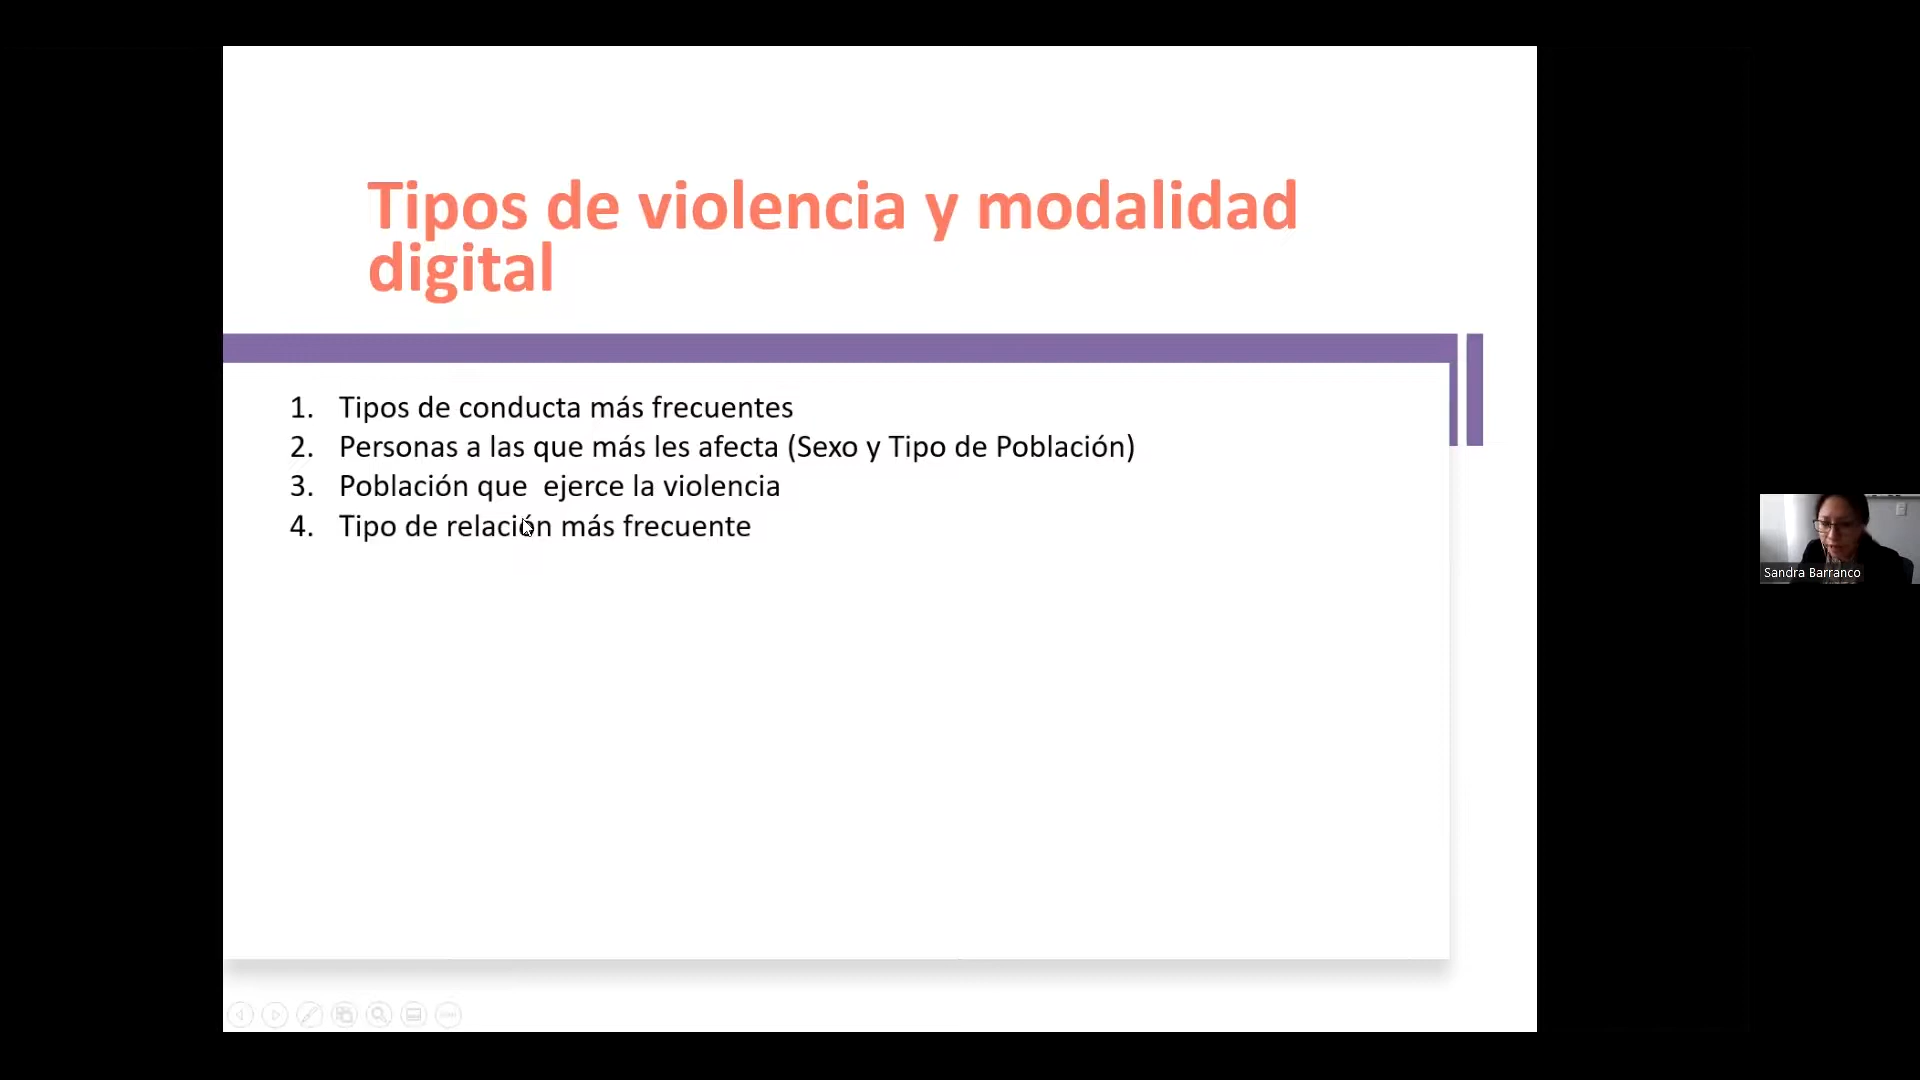 Tipos de violencia y modalidad
digital
1. Tipos de conducta más frecuentes
2. Personas a las que más les afecta (Sexo y Tipo de Población)
3. Población que  ejerce la violencia
4. Tipo de relación más frecuente
Sandra Barranco